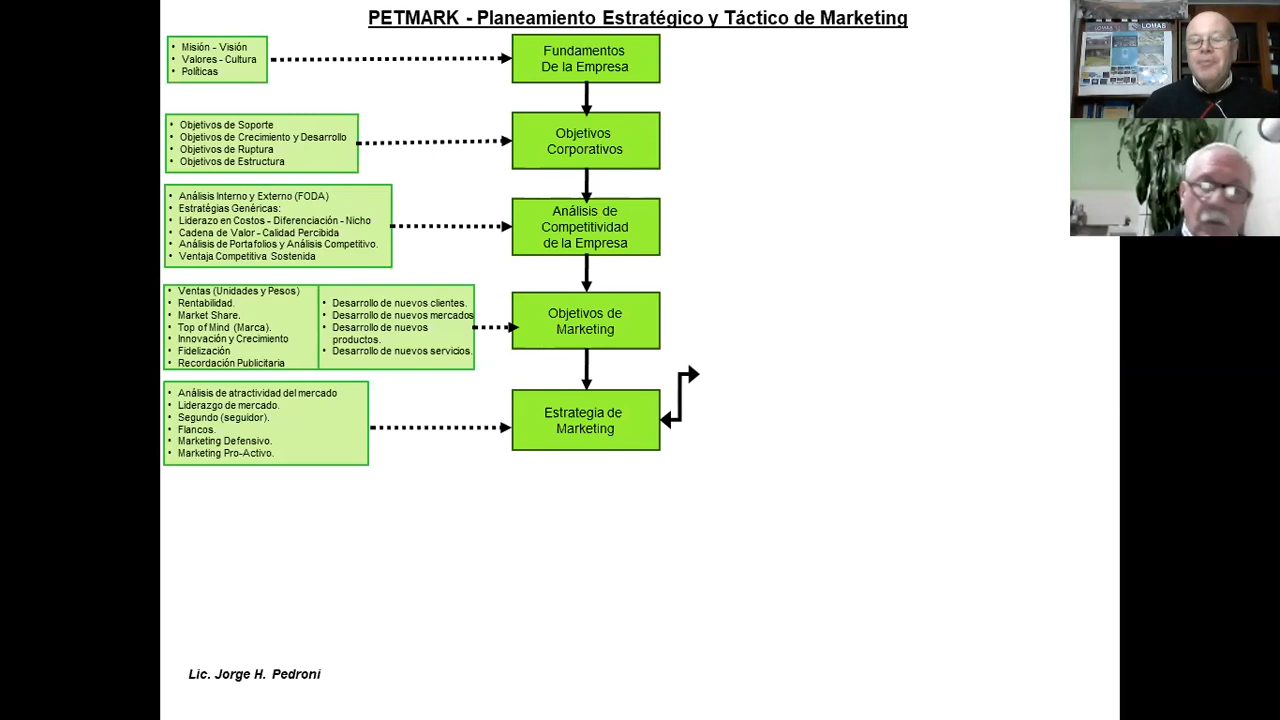 PETMARK - Planeamiento Estratégico y Táctico de Marketing
LOMAS
• Misión - Visión
• Valores - Cultura
• Políticas
Fundamentos
De la Empresa
• Objetivos de Soporte
• Objetivos de Crecimiento y Desarrollo
• Objetivos de Ruptura
• Objetivos de Estructura
Objetivos
Corporativos
• Análisis Interno y Externo (FODA)
• Estratégias Genéricas:
• Liderazo en Costos - Diferenciación - Nicho
• Cadena de Valor - Calidad Percibida
• Análisis de Portafolios y Análisis Competitivo.
• Ventaja Competitiva Sostenida
Análisis de
Competitividad
de la Empresa
• Ventas (Unidades y Pesos)
• Rentabilidad.
• Market Share.
• Top of Mind (Marca).
• Innovación y Crecimiento
• Fidelización
• Recordación Publicitaria
• Desarrollo de nuevos clientes.
• Desarrollo de nuevos mercados
• Desarrollo de nuevos
productos.
• Desarrollo de nuevos servicios.
Objetivos de
Marketing
• Análisis de atractividad del mercado
• Liderazgo de mercado.
• Segundo (seguidor).
• Flancos.
• Marketing Defensivo.
• Marketing Pro-Activo.
Estrategia de
Marketing
Lic. Jorge H. Pedroni